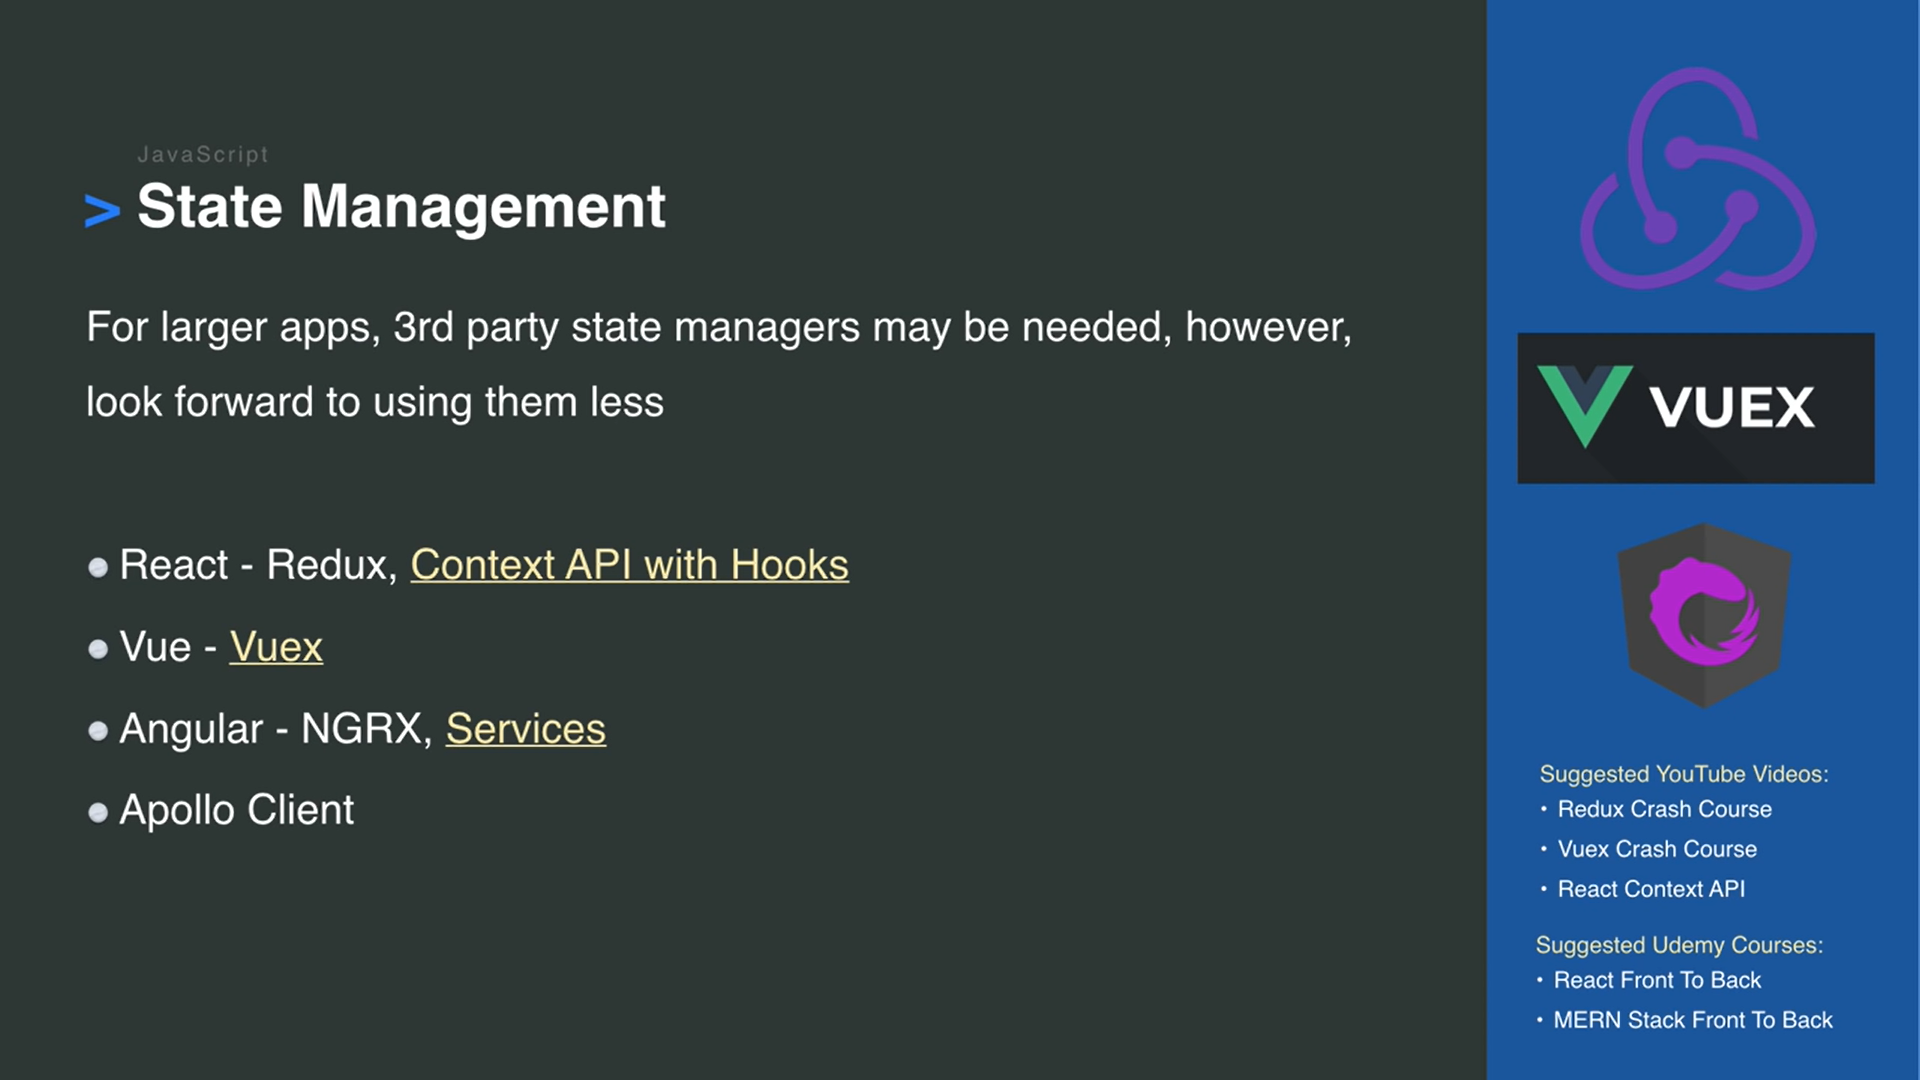 JavaScript
> State Management
For larger apps, 3rd party state managers may be needed, however,
look forward to using them less
React - Redux, Context API with Hooks
Vue - Vuex
Angular - NGRX, Services
Apollo Client
VUEX
Suggested YouTube Videos:
• Redux Crash Course
• Vuex Crash Course
• React Context API
Suggested Udemy Courses:
• React Front To Back
• MERN Stack Front To Back